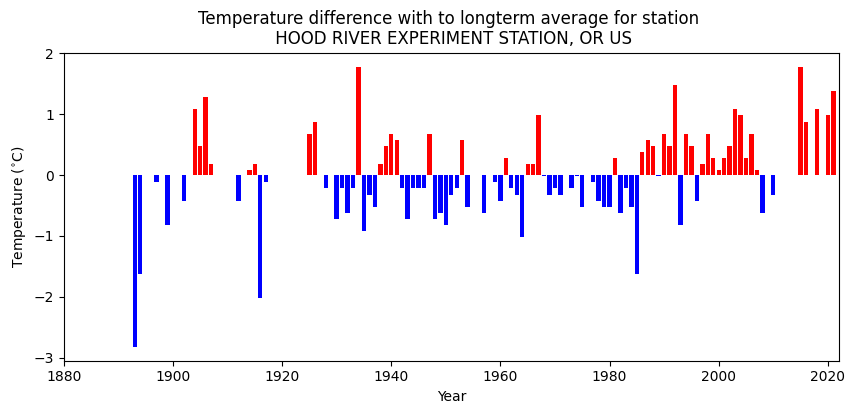 Temperature difference with to longterm average for station
HOOD RIVER EXPERIMENT STATION, OR US
2
1
0
−1
−2
−3
Temperature (°C)
1880 1900 1920 1940 1960 1980 2000 2020
Year